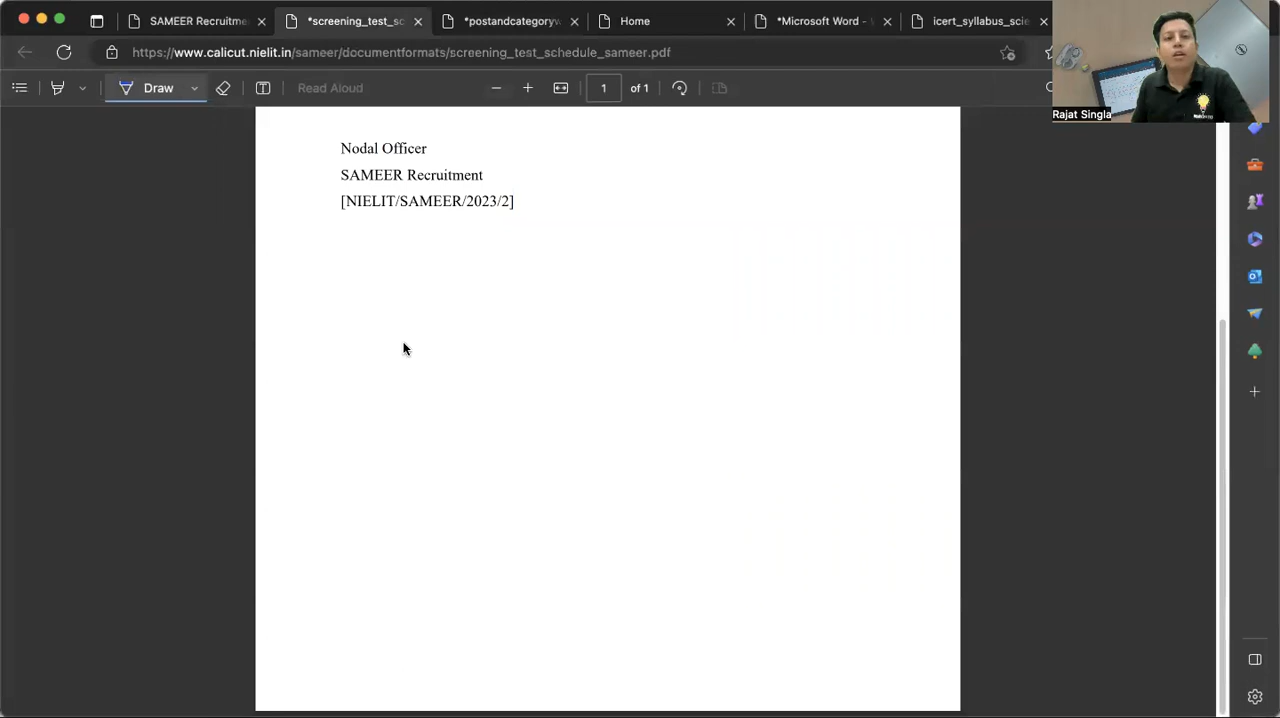 SAMEER Recruitme
*screening_test_sc
*postandcategoryw
Home
*Microsoft Word -
icert_syllabus_scie
https://www.calicut.nielit.in/sameer/documentformats/screening_test_schedule_sameer.pdf
Draw
Read Aloud
1 of 1
Rajat Singla
Nodal Officer
SAMEER Recruitment
[NIELIT/SAMEER/2023/2]